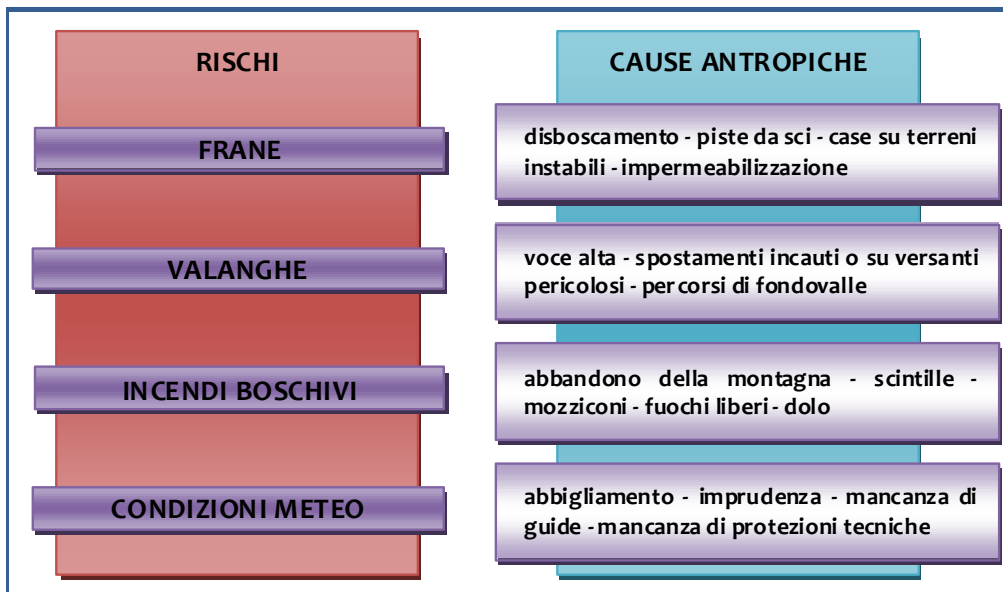 RISCHI
CAUSE ANTROPICHE
FRANE
disboscamento - piste da sci - case su terreni
instabili - impermeabilizzazione
VALANGHE
voce alta - spostamenti incauti o su versanti
pericolosi - percorsi di fondovalle
INCENDI BOSCHIVI
abbandono della montagna - scintille -
mozziconi - fuochi liberi - dolo
CONDIZIONI METEO
abbigliamento - imprudenza - mancanza di
guide - mancanza di protezioni tecniche